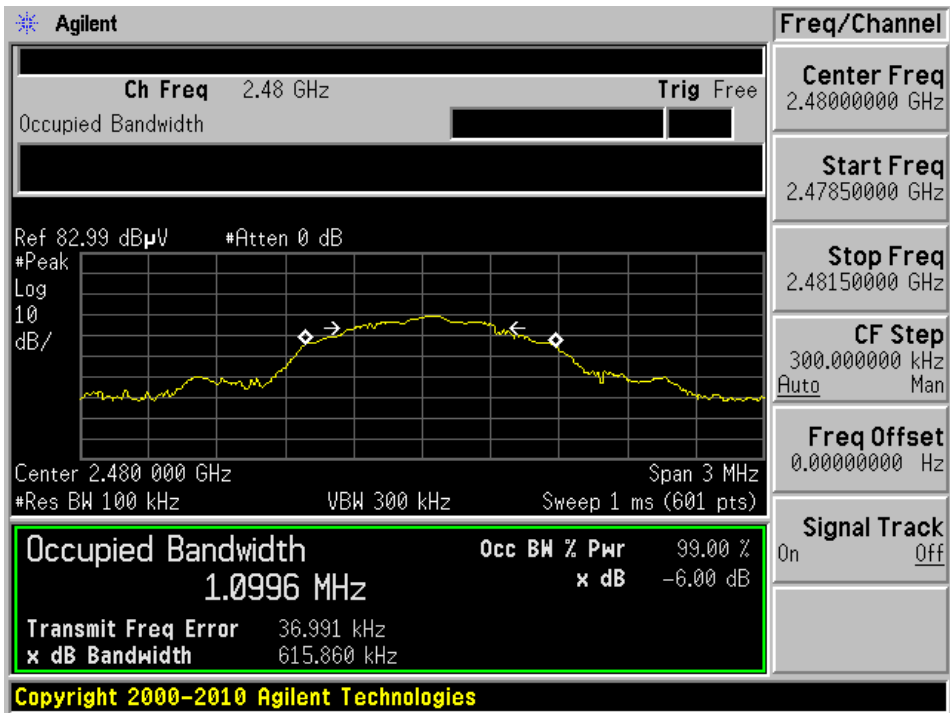 Agilent
Freq/Channel
Ch Freq 2.48 GHz Trig Free
Occupied Bandwidth
Center Freq
2.48000000 GHz
Start Freq
2.47850000 GHz
Stop Freq
2.48150000 GHz
CF Step
300.000000 kHz
Auto Man
Freq Offset
0.00000000 Hz
Signal Track
On Off
Ref 82.99 dBµV #Atten 0 dB
#Peak
Log
10
dB/
Center 2.480 000 GHz Span 3 MHz
#Res BW 100 kHz VBW 300 kHz Sweep 1 ms (601 pts)
Occupied Bandwidth Occ BW % Pwr 99.00 %
1.0996 MHz x dB -6.00 dB
Transmit Freq Error 36.991 kHz
x dB Bandwidth 615.860 kHz
Copyright 2000-2010 Agilent Technologies